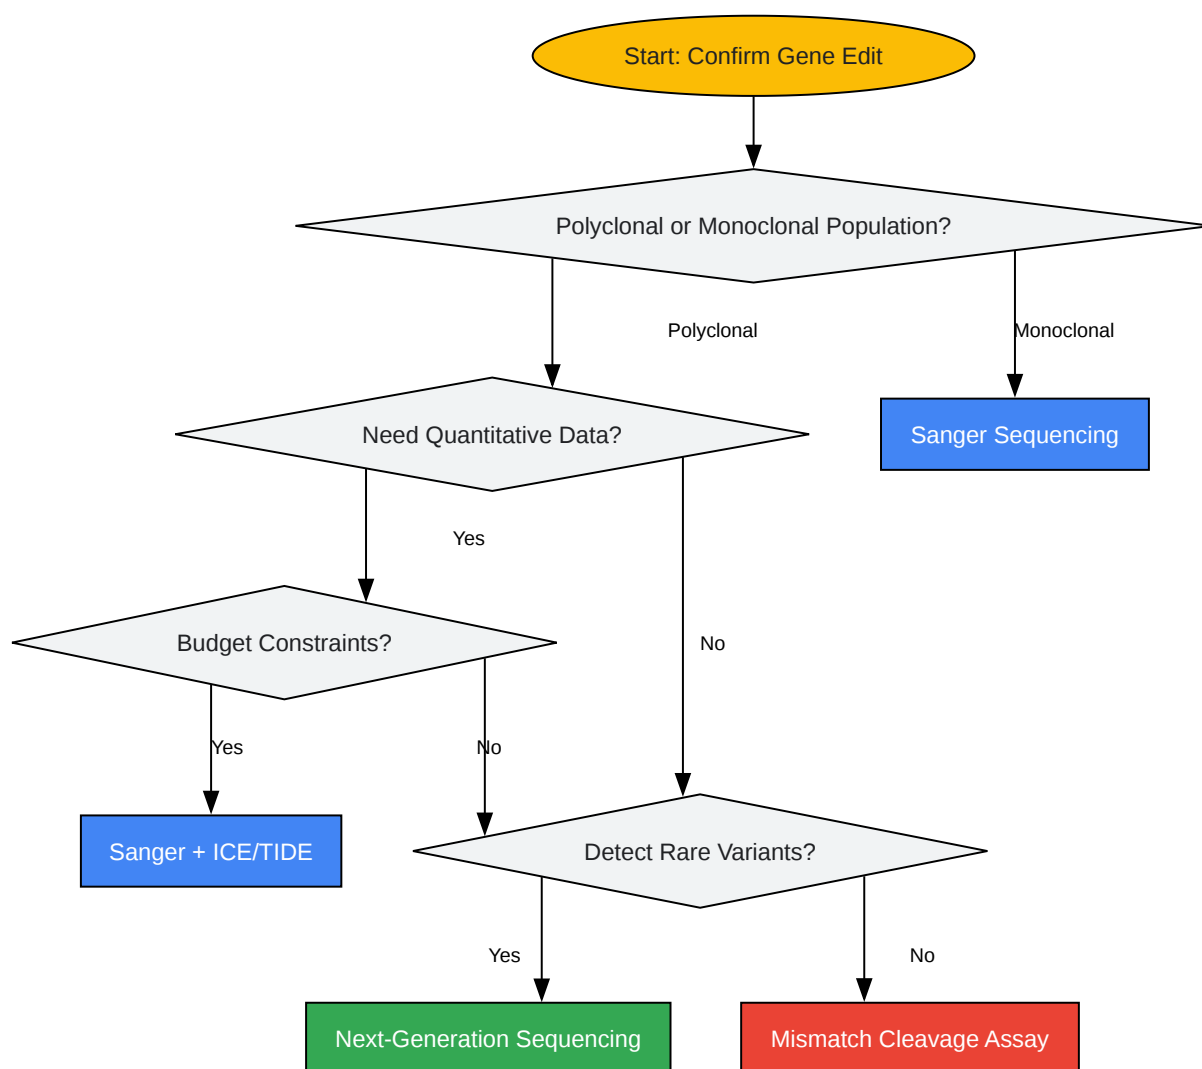 Start: Confirm Gene Edit
Polyclonal or Monoclonal Population?
Polyclonal
Monoclonal
Need Quantitative Data?
Sanger Sequencing
Yes
Budget Constraints?
No
Yes
No
Sanger + ICE/TIDE
Detect Rare Variants?
Yes
No
Next-Generation Sequencing
Mismatch Cleavage Assay